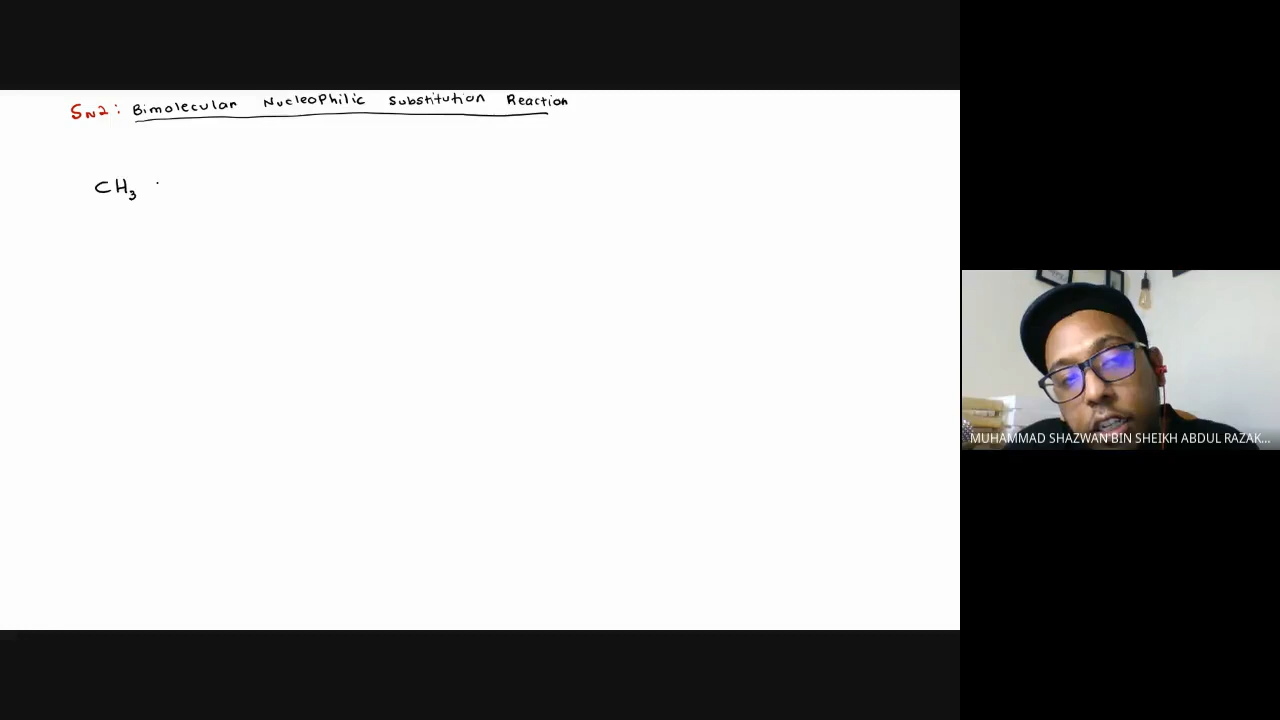 SN2: Bimolecular Nucleophilic Substitution Reaction
CH3
MUHAMMAD SHAZWAN BIN SHEIKH ABDUL RAZAK...